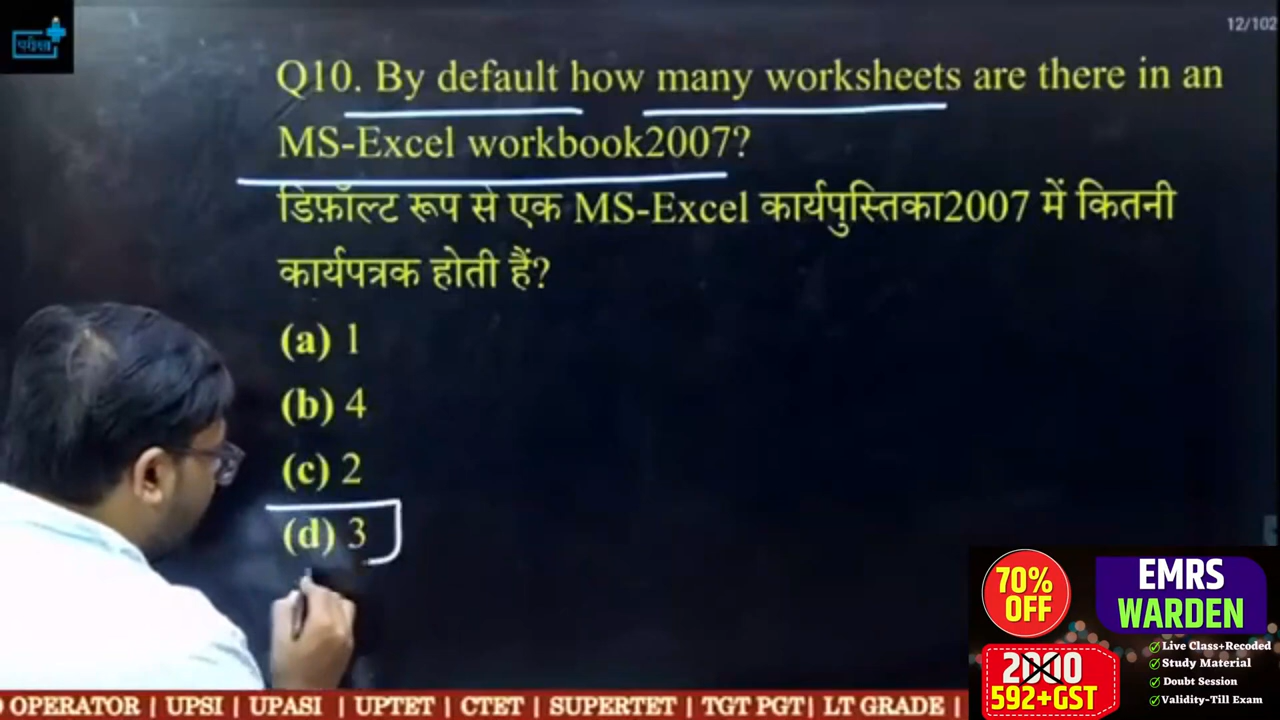 परीक्षा
12/102
Q10. By default how many worksheets are there in an
MS-Excel workbook2007?
डिफ़ॉल्ट रूप से एक MS-Excel कार्यपुस्तिका2007 में कितनी
कार्यपत्रक होती हैं?
(a) 1
(b) 4
(c) 2
(d) 3
70%
OFF
EMRS
WARDEN
2000
592+GST
Live Class+Recoded
Study Material
Doubt Session
Validity-Till Exam
OPERATOR | UPSI | UPASI | UPTET | CTET | SUPERTET | TGT PGT| LT GRADE |